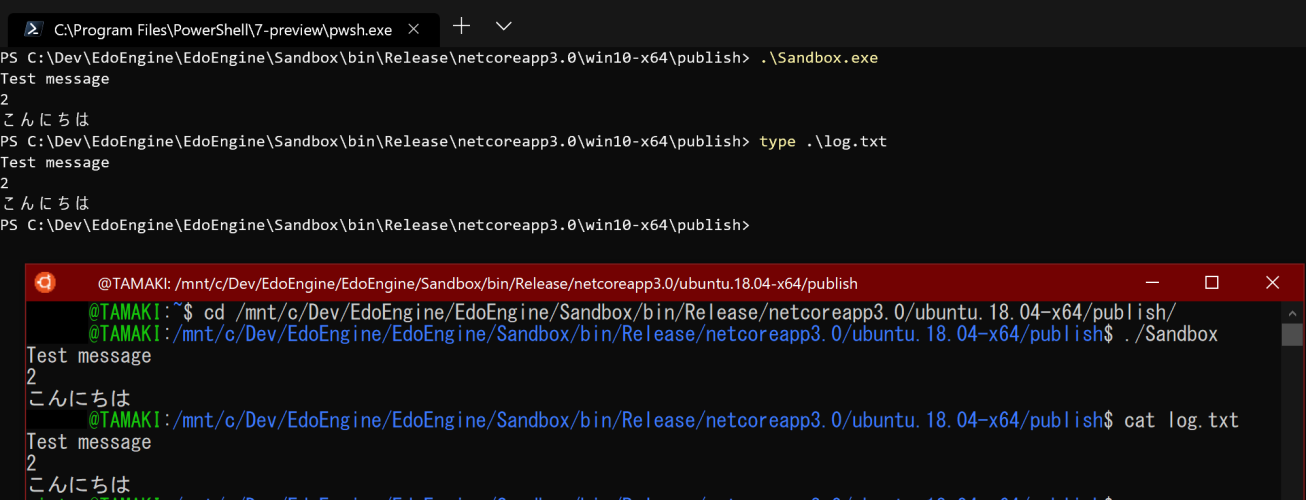 C:\Program Files\PowerShell\7-preview\pwsh.exe
PS C:\Dev\EdoEngine\EdoEngine\Sandbox\bin\Release\netcoreapp3.0\win10-x64\publish> .\Sandbox.exe
Test message
2
こんにちは
PS C:\Dev\EdoEngine\EdoEngine\Sandbox\bin\Release\netcoreapp3.0\win10-x64\publish> type .\log.txt
Test message
2
こんにちは
PS C:\Dev\EdoEngine\EdoEngine\Sandbox\bin\Release\netcoreapp3.0\win10-x64\publish>
@TAMAKI: /mnt/c/Dev/EdoEngine/EdoEngine/Sandbox/bin/Release/netcoreapp3.0/ubuntu.18.04-x64/publish
@TAMAKI:~$ cd /mnt/c/Dev/EdoEngine/EdoEngine/Sandbox/bin/Release/netcoreapp3.0/ubuntu.18.04-x64/publish/
@TAMAKI:/mnt/c/Dev/EdoEngine/EdoEngine/Sandbox/bin/Release/netcoreapp3.0/ubuntu.18.04-x64/publish$ ./Sandbox
Test message
2
こんにちは
@TAMAKI:/mnt/c/Dev/EdoEngine/EdoEngine/Sandbox/bin/Release/netcoreapp3.0/ubuntu.18.04-x64/publish$ cat log.txt
Test message
2
こんにちは